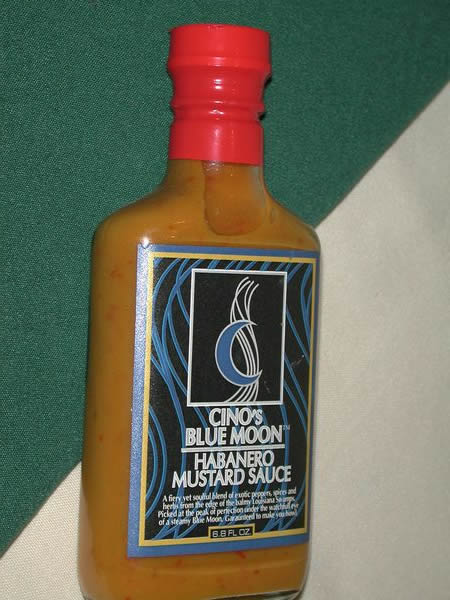 CINO's
BLUE MOON™
HABANERO
MUSTARD SAUCE
A fiery yet soulful blend of exotic peppers, spices and
herbs from the edge of the balmy Louisiana Swamps.
Picked at the peak of perfection under the watchful eye
of a steamy Blue Moon. Garaunteed to make you howl
6.8 FL OZ.